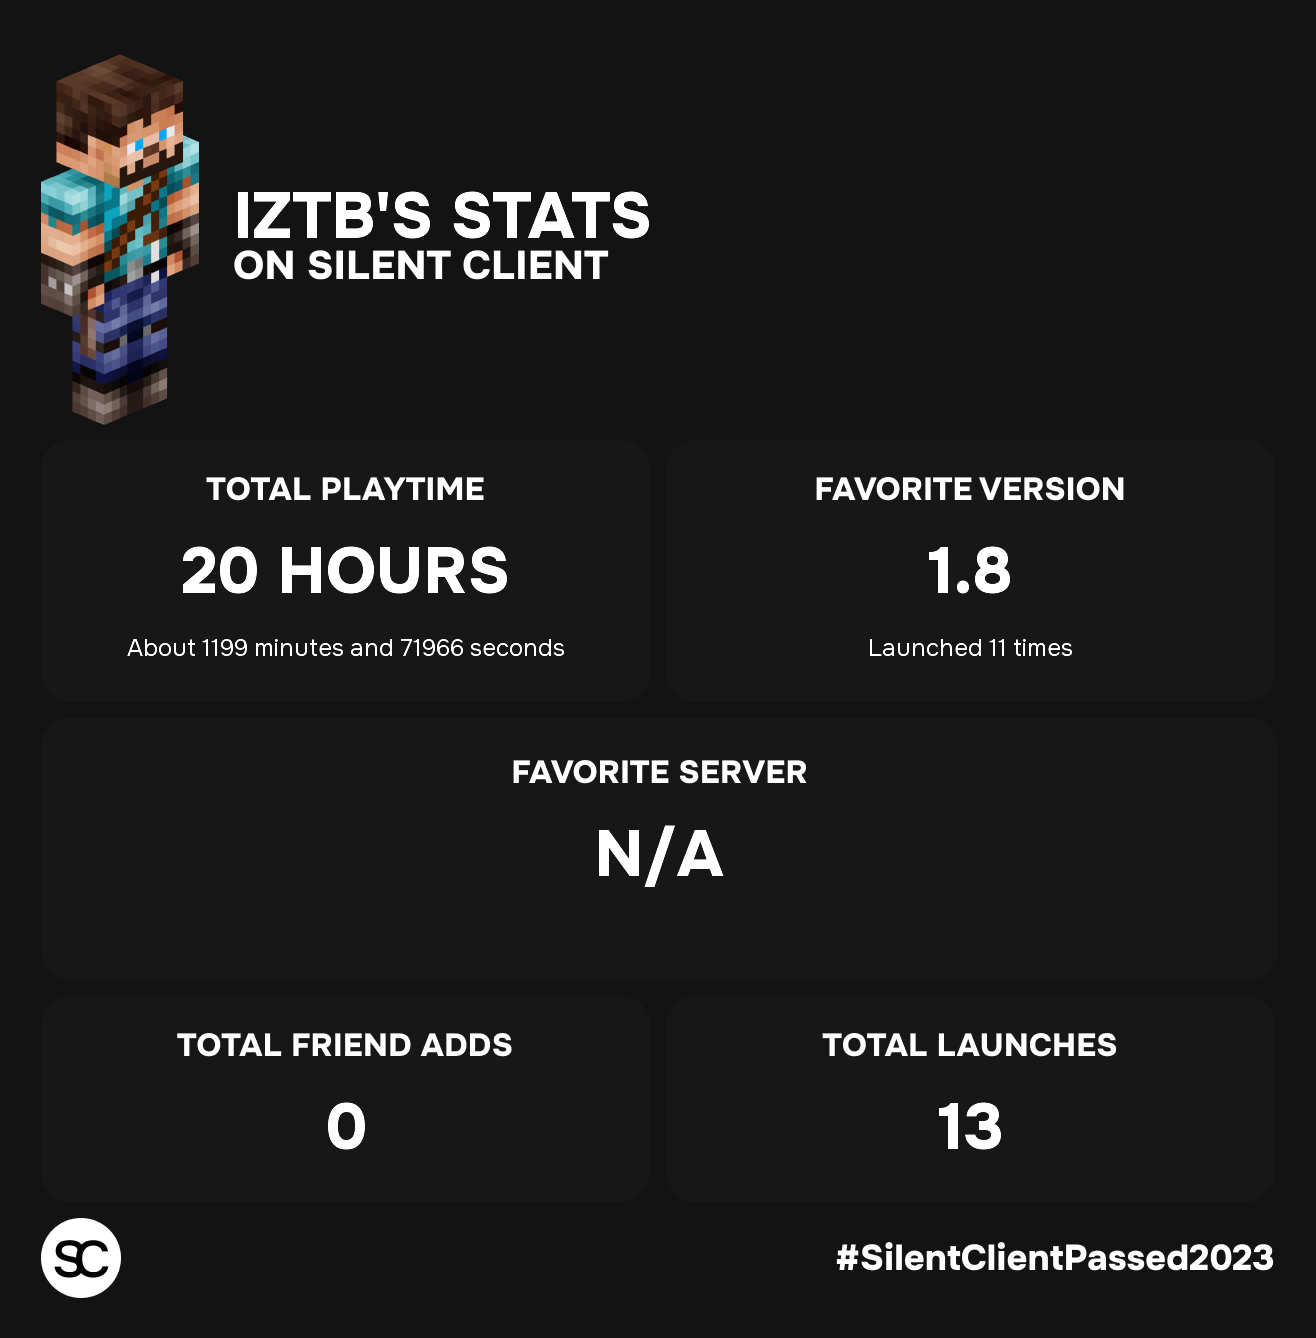 IZTB'S STATS
ON SILENT CLIENT
TOTAL PLAYTIME
20 HOURS
About 1199 minutes and 71966 seconds
FAVORITE VERSION
1.8
Launched 11 times
FAVORITE SERVER
N/A
TOTAL FRIEND ADDS
0
TOTAL LAUNCHES
13
SC
#SilentClientPassed2023